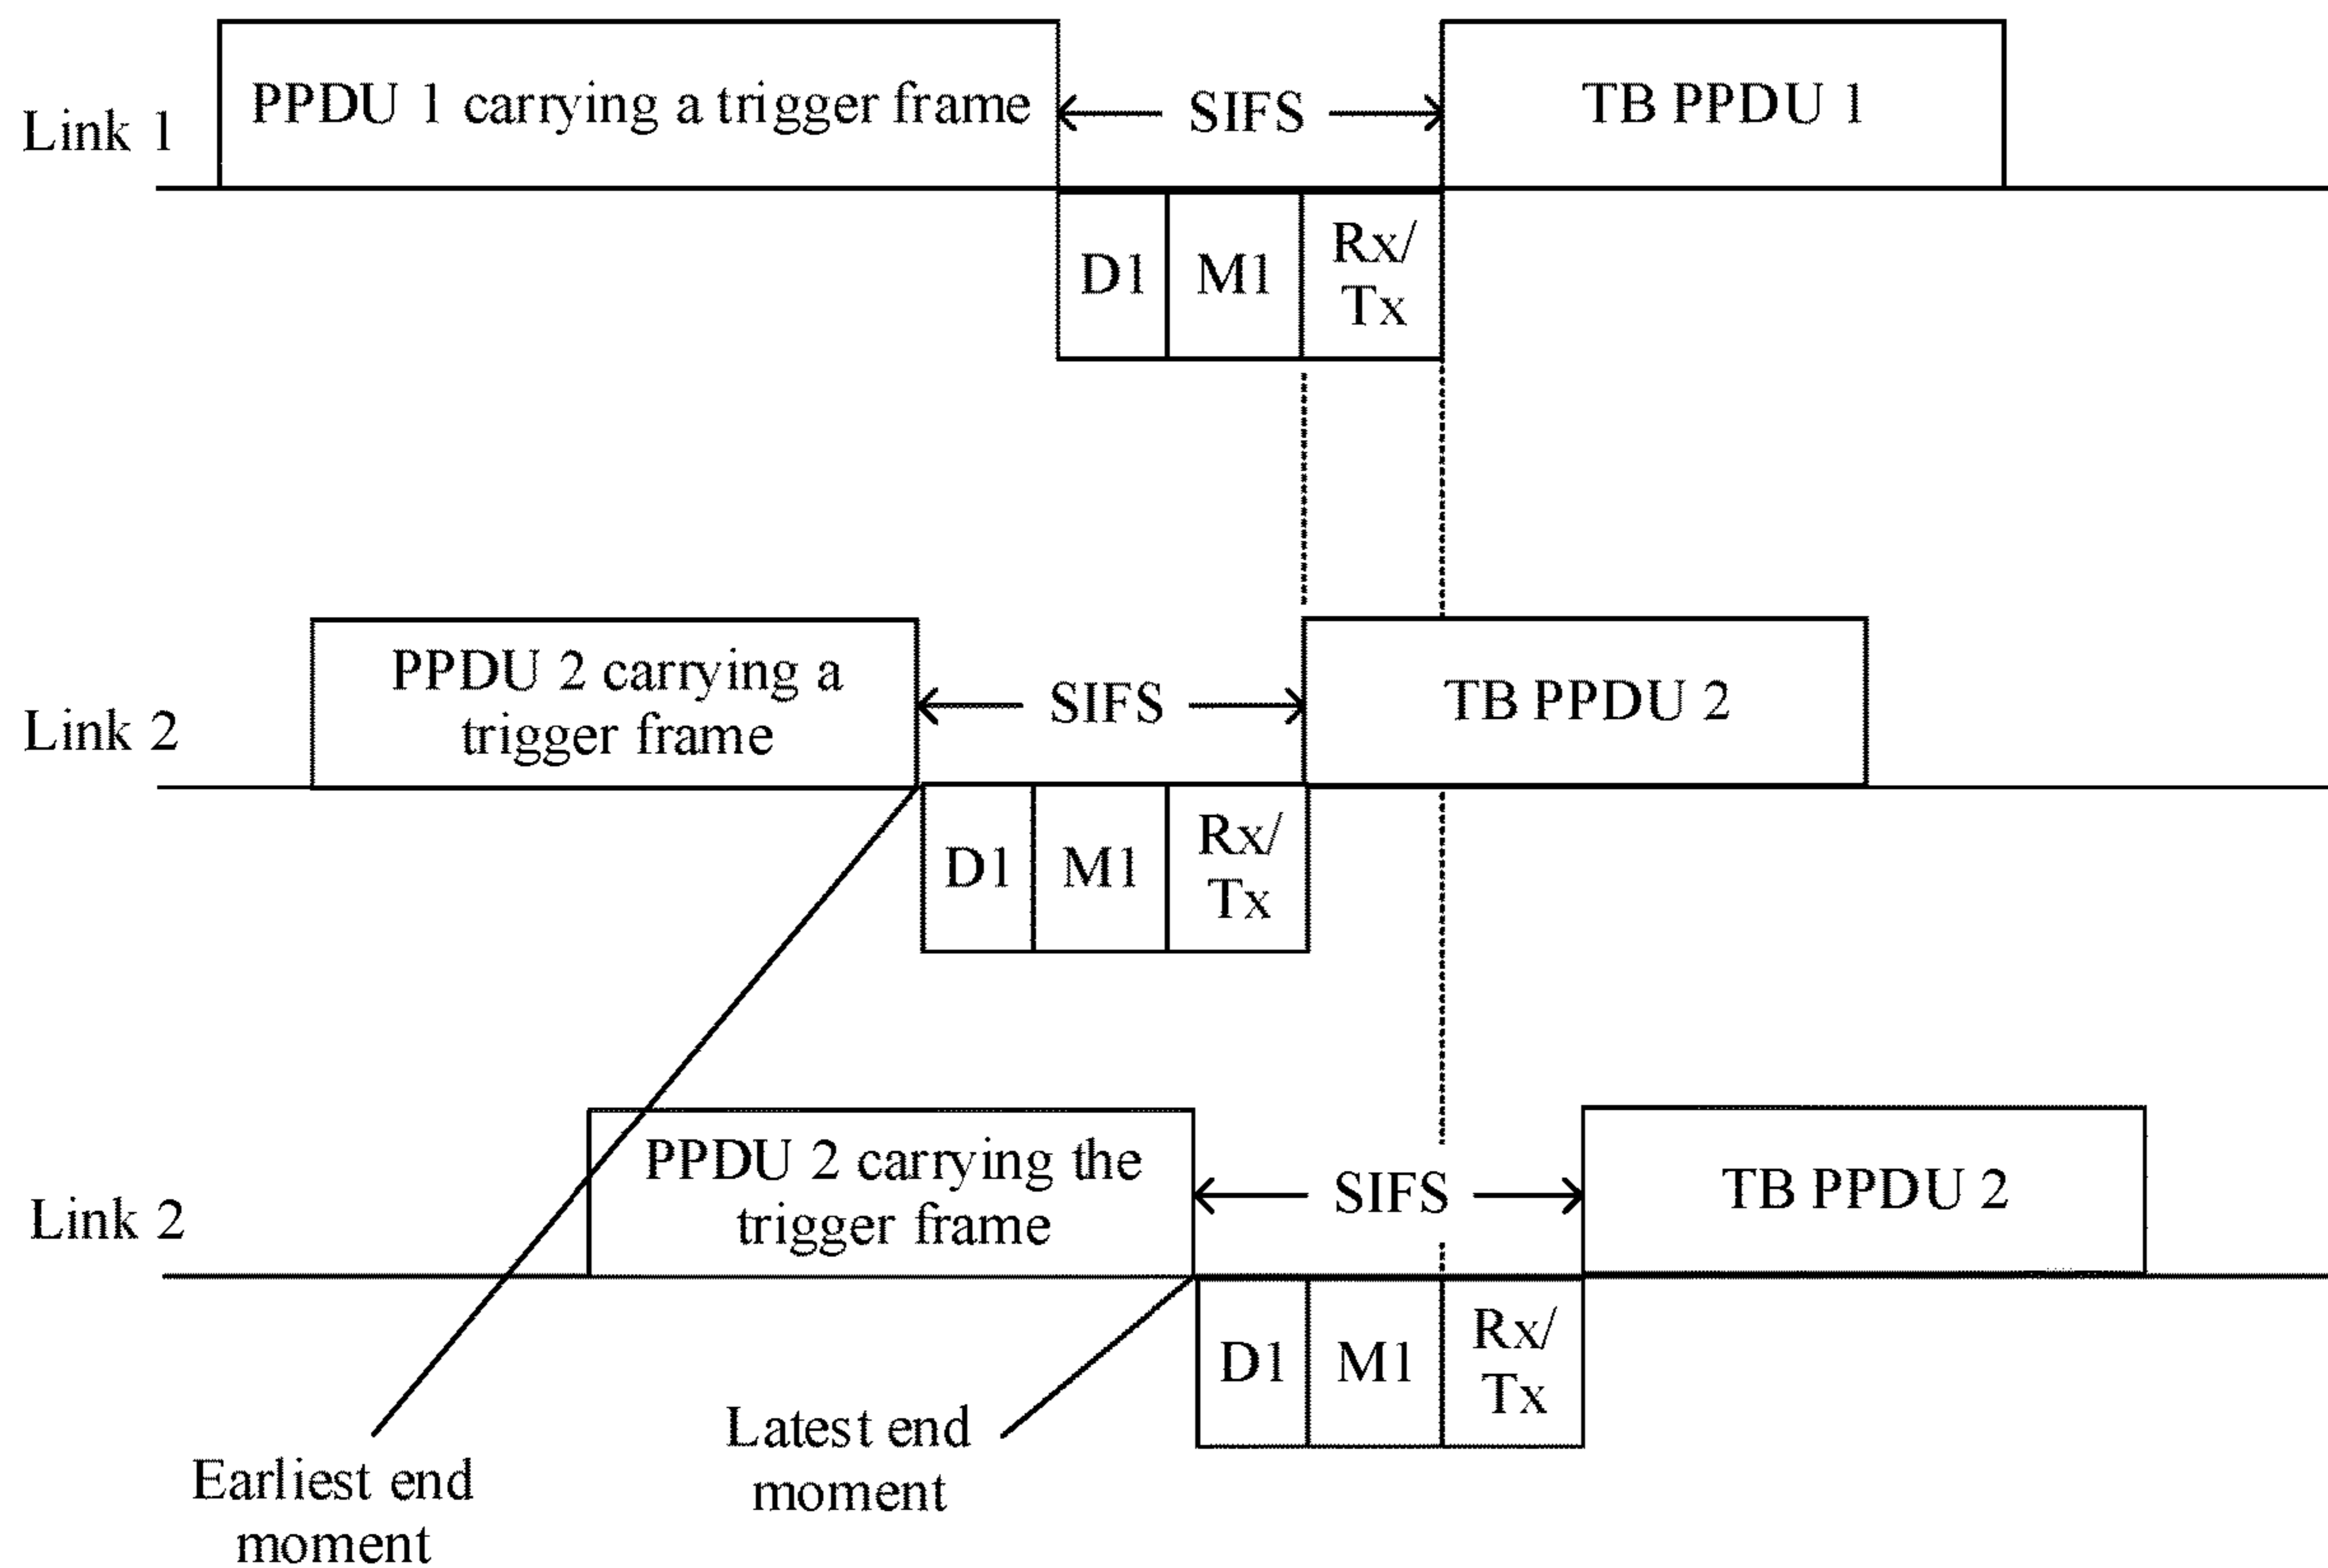 PPDU 1 carrying a trigger frame
SIFS
TB PPDU 1
Link 1
D1
M1
Rx/
Tx
PPDU 2 carrying a
trigger frame
SIFS
TB PPDU 2
Link 2
D1
M1
Rx/
Tx
PPDU 2 carrying the
trigger frame
SIFS
TB PPDU 2
Link 2
D1
M1
Rx/
Tx
Latest end
moment
Earliest end
moment